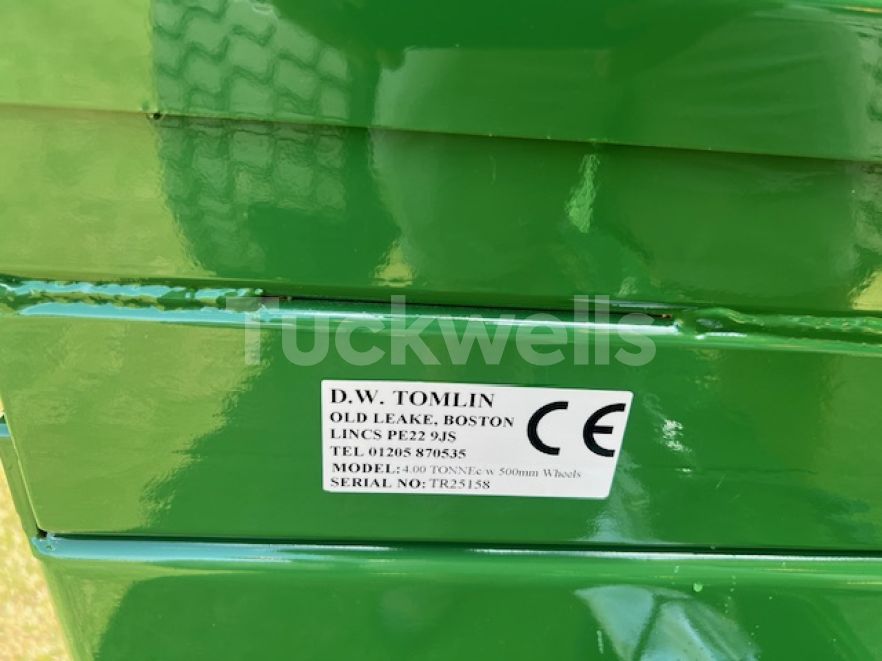 Tuckwells
D.W. TOMLIN
OLD LEAKE, BOSTON
LINCS PE22 9JS
TEL 01205 870535
MODEL: 4.00 TONNEc w 500mm Wheels
SERIAL NO: TR25158
CE